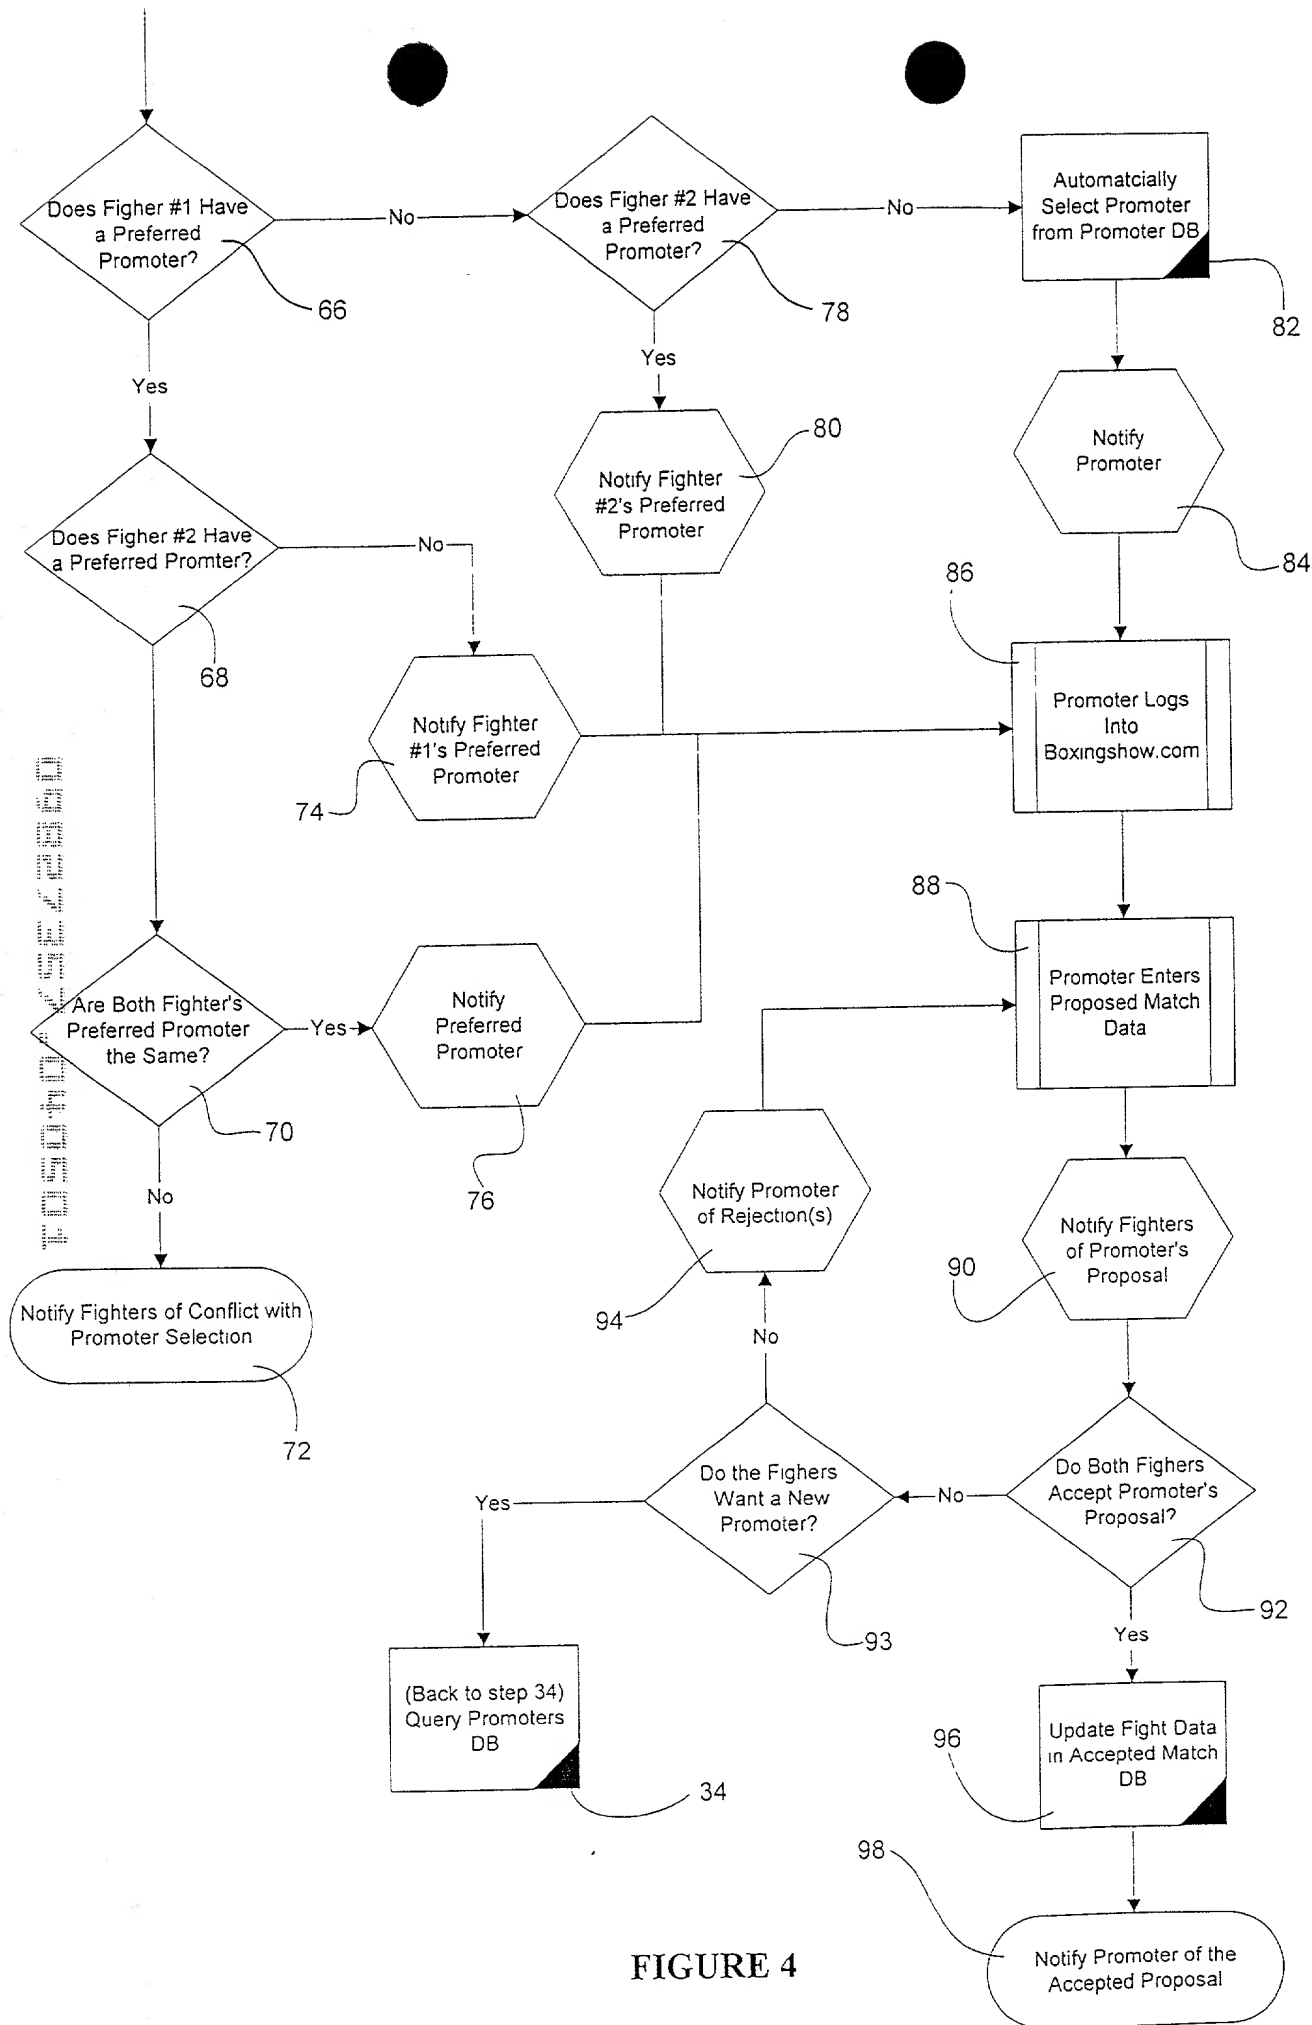 Does Figher #1 Have
a Preferred
Promoter?
66
No
Does Figher #2 Have
a Preferred
Promoter?
78
No
Automatcially
Select Promoter
from Promoter DB
82
Yes
Yes
Notify Fighter
#2's Preferred
Promoter
80
Notify
Promoter
84
Does Figher #2 Have
a Preferred Promter?
68
No
Notify Fighter
#1's Preferred
Promoter
74
86
Promoter Logs
Into
Boxingshow.com
88
Promoter Enters
Proposed Match
Data
Are Both Fighter's
Preferred Promoter
the Same?
70
Yes
Notify
Preferred
Promoter
76
No
Notify Fighters of Conflict with
Promoter Selection
72
Notify Promoter
of Rejection(s)
94
Notify Fighters
of Promoter's
Proposal
90
No
Do the Fighers
Want a New
Promoter?
93
No
Do Both Fighers
Accept Promoter's
Proposal?
92
Yes
Yes
(Back to step 34)
Query Promoters
DB
34
Update Fight Data
in Accepted Match
DB
96
98
Notify Promoter of the
Accepted Proposal
FIGURE 4